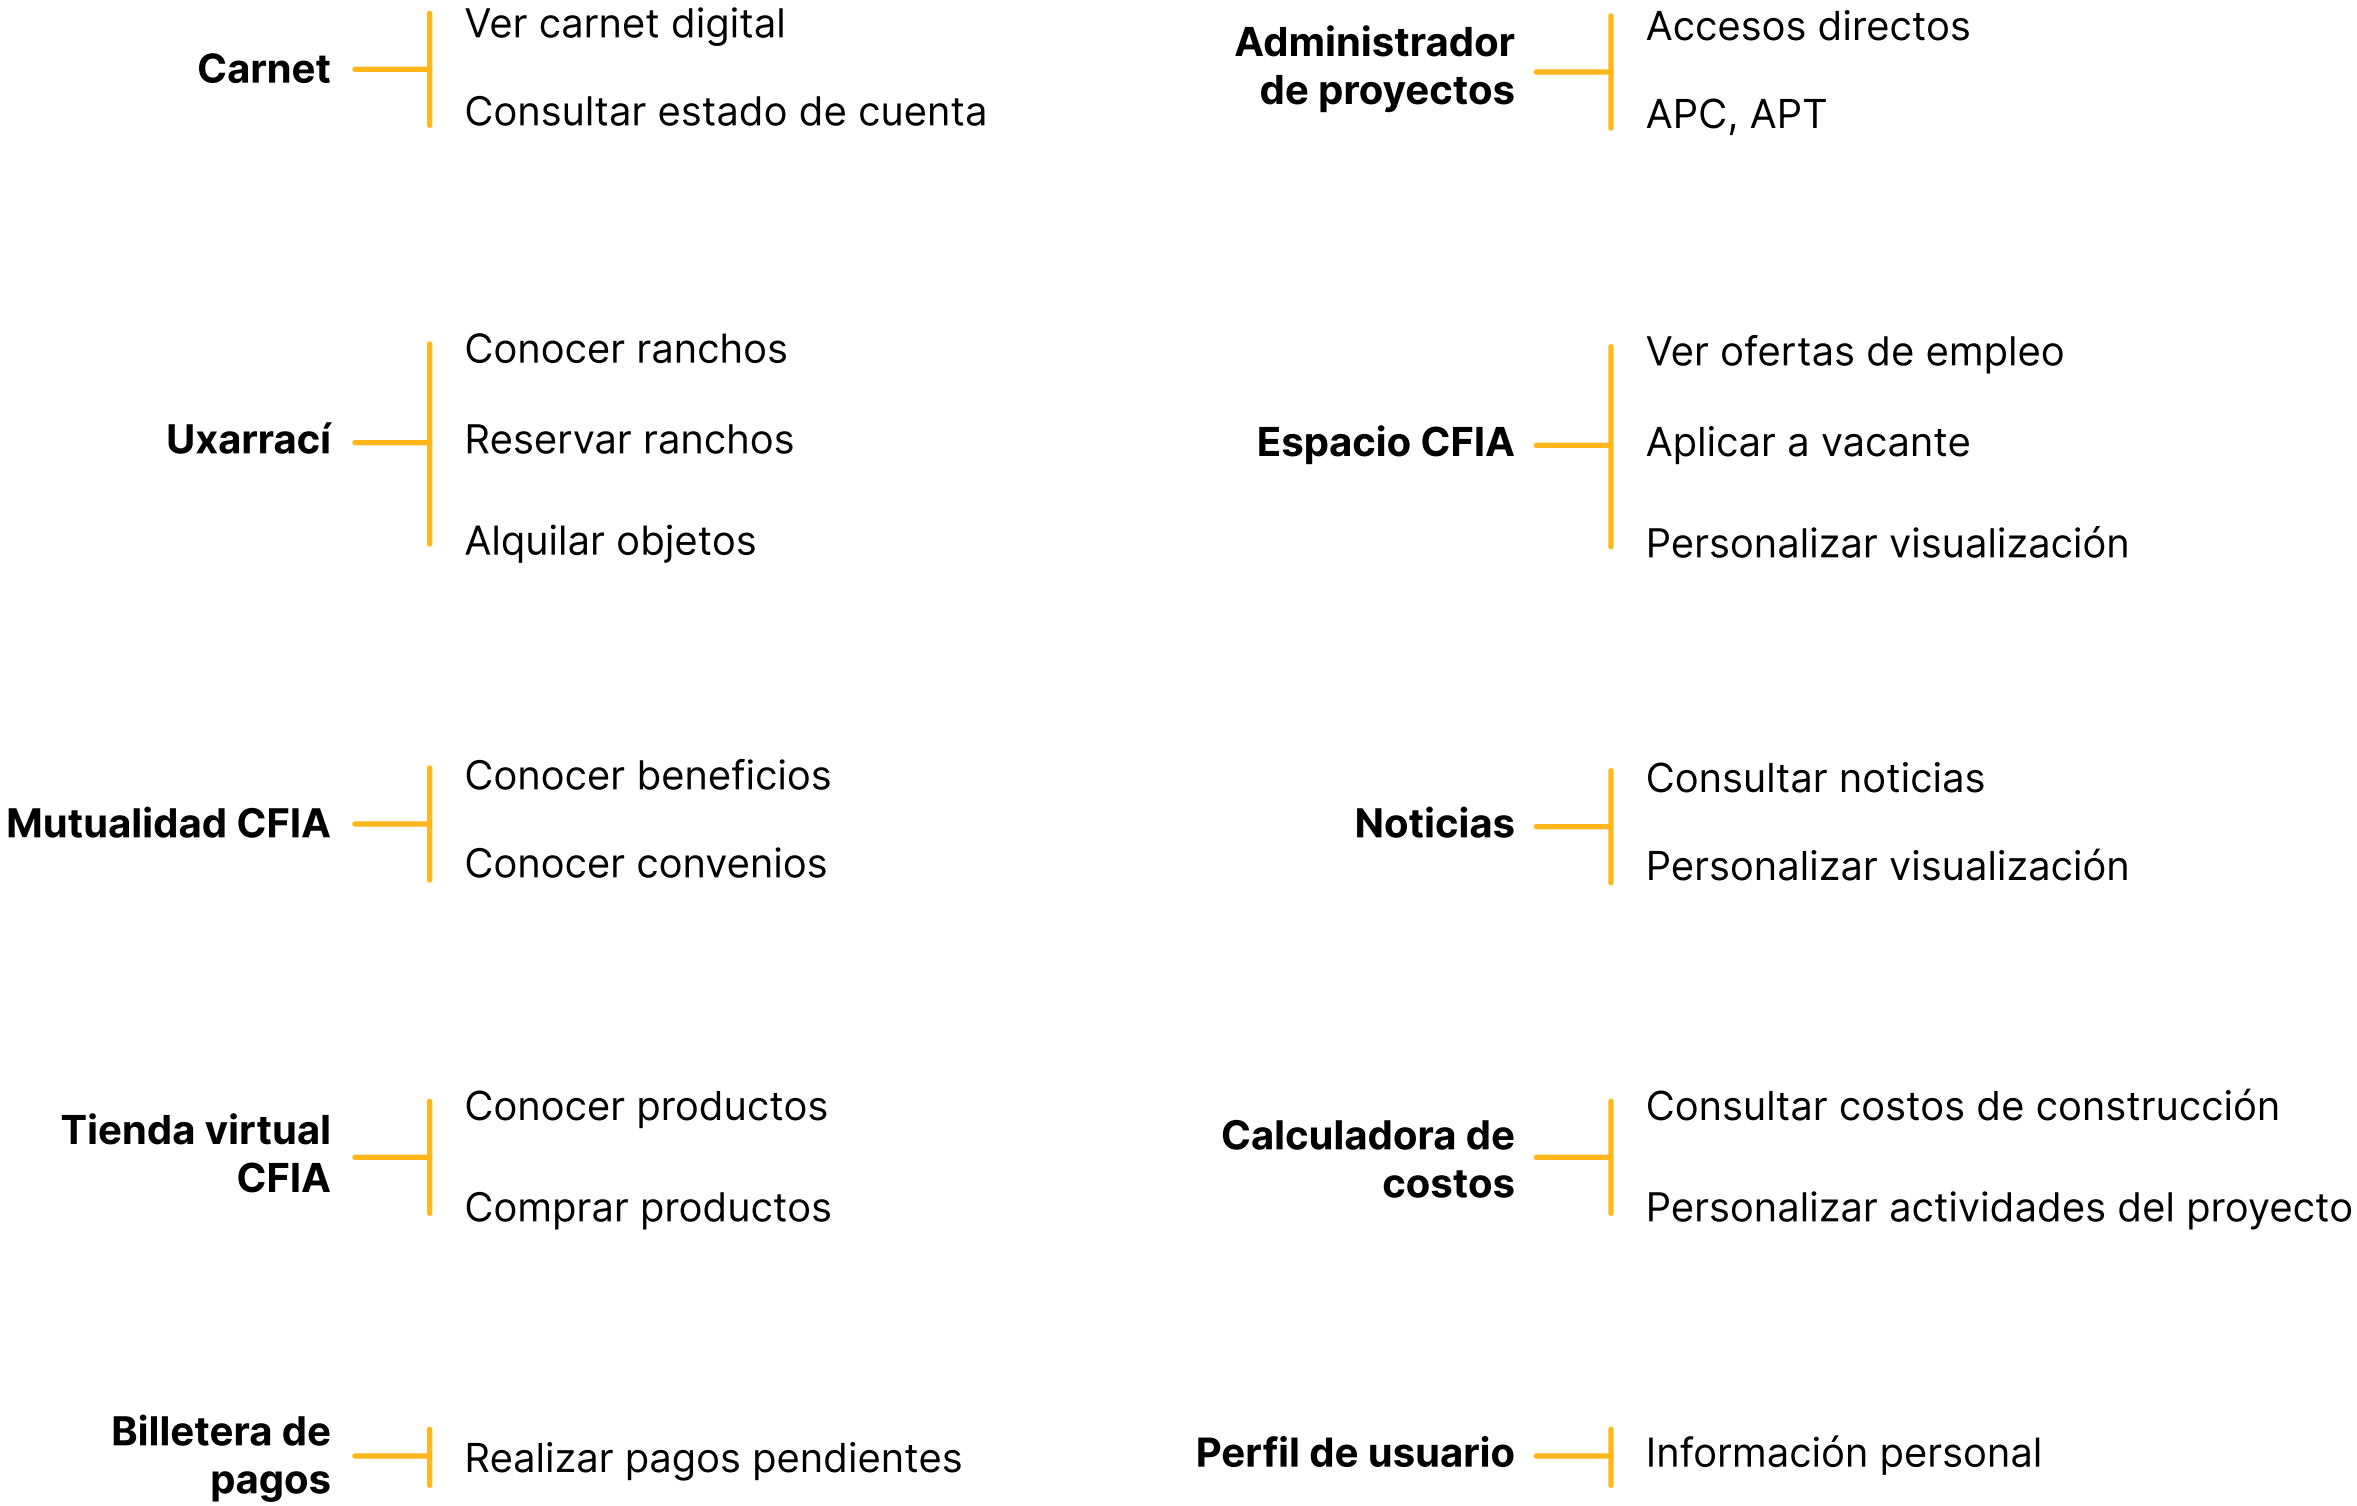 Carnet
Ver carnet digital
Consultar estado de cuenta
Administrador
de proyectos
Accesos directos
APC, APT
Uxarrací
Conocer ranchos
Reservar ranchos
Alquilar objetos
Espacio CFIA
Ver ofertas de empleo
Aplicar a vacante
Personalizar visualización
Mutualidad CFIA
Conocer beneficios
Conocer convenios
Noticias
Consultar noticias
Personalizar visualización
Tienda virtual
CFIA
Conocer productos
Comprar productos
Calculadora de
costos
Consultar costos de construcción
Personalizar actividades del proyecto
Billetera de
pagos
Realizar pagos pendientes
Perfil de usuario
Información personal